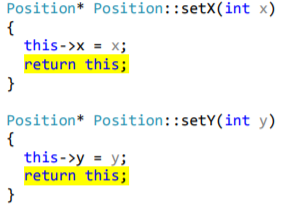 Position* Position::setX(int x)
{
  this->x = x;
  return this;
}

Position* Position::setY(int y)
{
  this->y = y;
  return this;
}